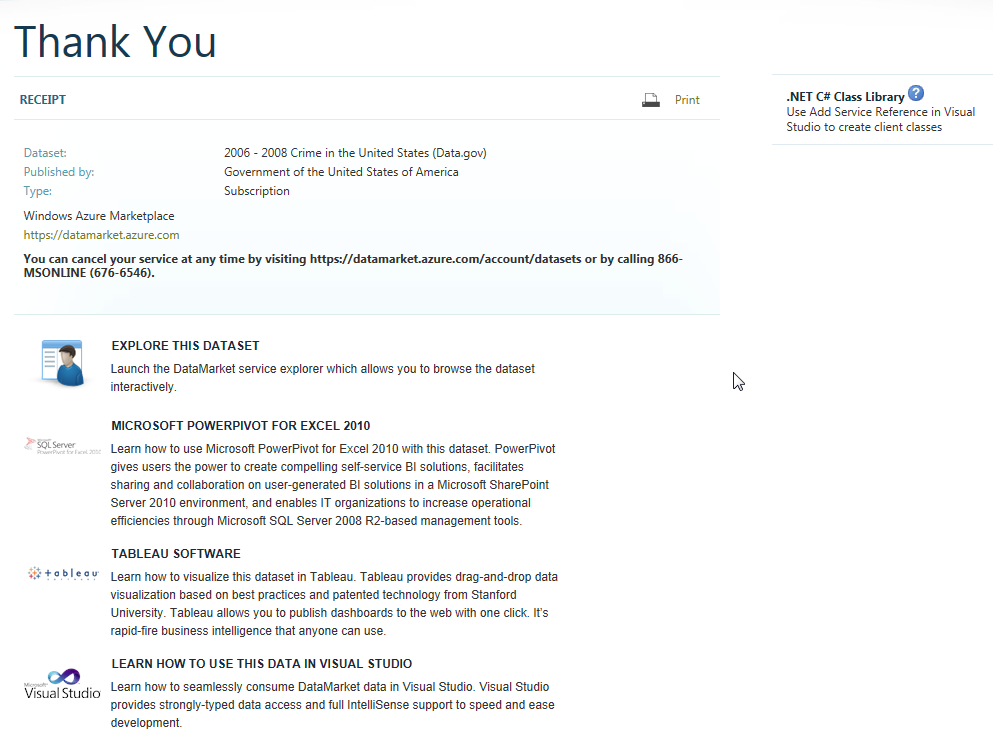 Thank You
RECEIPT
Print
.NET C# Class Library ?
Use Add Service Reference in Visual
Studio to create client classes
Dataset: 2006 - 2008 Crime in the United States (Data.gov)
Published by: Government of the United States of America
Type: Subscription
Windows Azure Marketplace
https://datamarket.azure.com
You can cancel your service at any time by visiting https://datamarket.azure.com/account/datasets or by calling 866-
MSONLINE (676-6546).
EXPLORE THIS DATASET
Launch the DataMarket service explorer which allows you to browse the dataset
interactively.
Microsoft
SQL Server
PowerPivot for Excel 2010
MICROSOFT POWERPIVOT FOR EXCEL 2010
Learn how to use Microsoft PowerPivot for Excel 2010 with this dataset. PowerPivot
gives users the power to create compelling self-service BI solutions, facilitates
sharing and collaboration on user-generated BI solutions in a Microsoft SharePoint
Server 2010 environment, and enables IT organizations to increase operational
efficiencies through Microsoft SQL Server 2008 R2-based management tools.
tableau
SOFTWARE
TABLEAU SOFTWARE
Learn how to visualize this dataset in Tableau. Tableau provides drag-and-drop data
visualization based on best practices and patented technology from Stanford
University. Tableau allows you to publish dashboards to the web with one click. It's
rapid-fire business intelligence that anyone can use.
Microsoft
Visual Studio
LEARN HOW TO USE THIS DATA IN VISUAL STUDIO
Learn how to seamlessly consume DataMarket data in Visual Studio. Visual Studio
provides strongly-typed data access and full IntelliSense support to speed and ease
development.